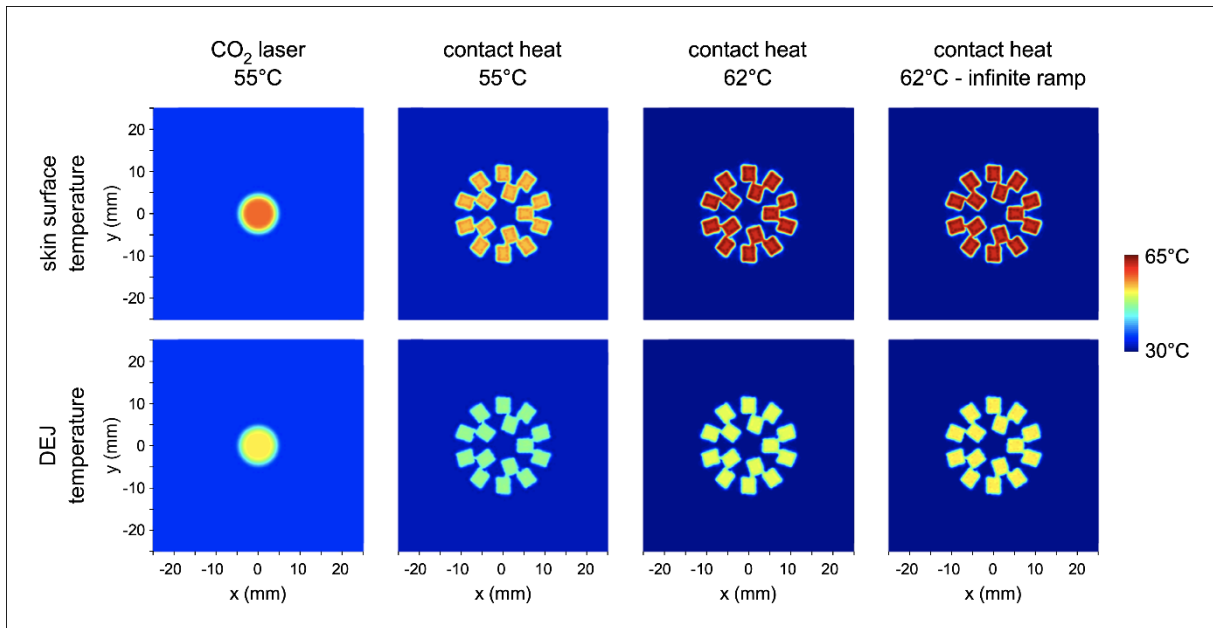 CO₂ laser
55°C
contact heat
55°C
contact heat
62°C
contact heat
62°C - infinite ramp
skin surface
temperature
y (mm)
20
10
0
-10
-20
65°C
30°C
DEJ
temperature
y (mm)
20
10
0
-10
-20
-20 -10 0 10 20
x (mm)
-20 -10 0 10 20
x (mm)
-20 -10 0 10 20
x (mm)
-20 -10 0 10 20
x (mm)